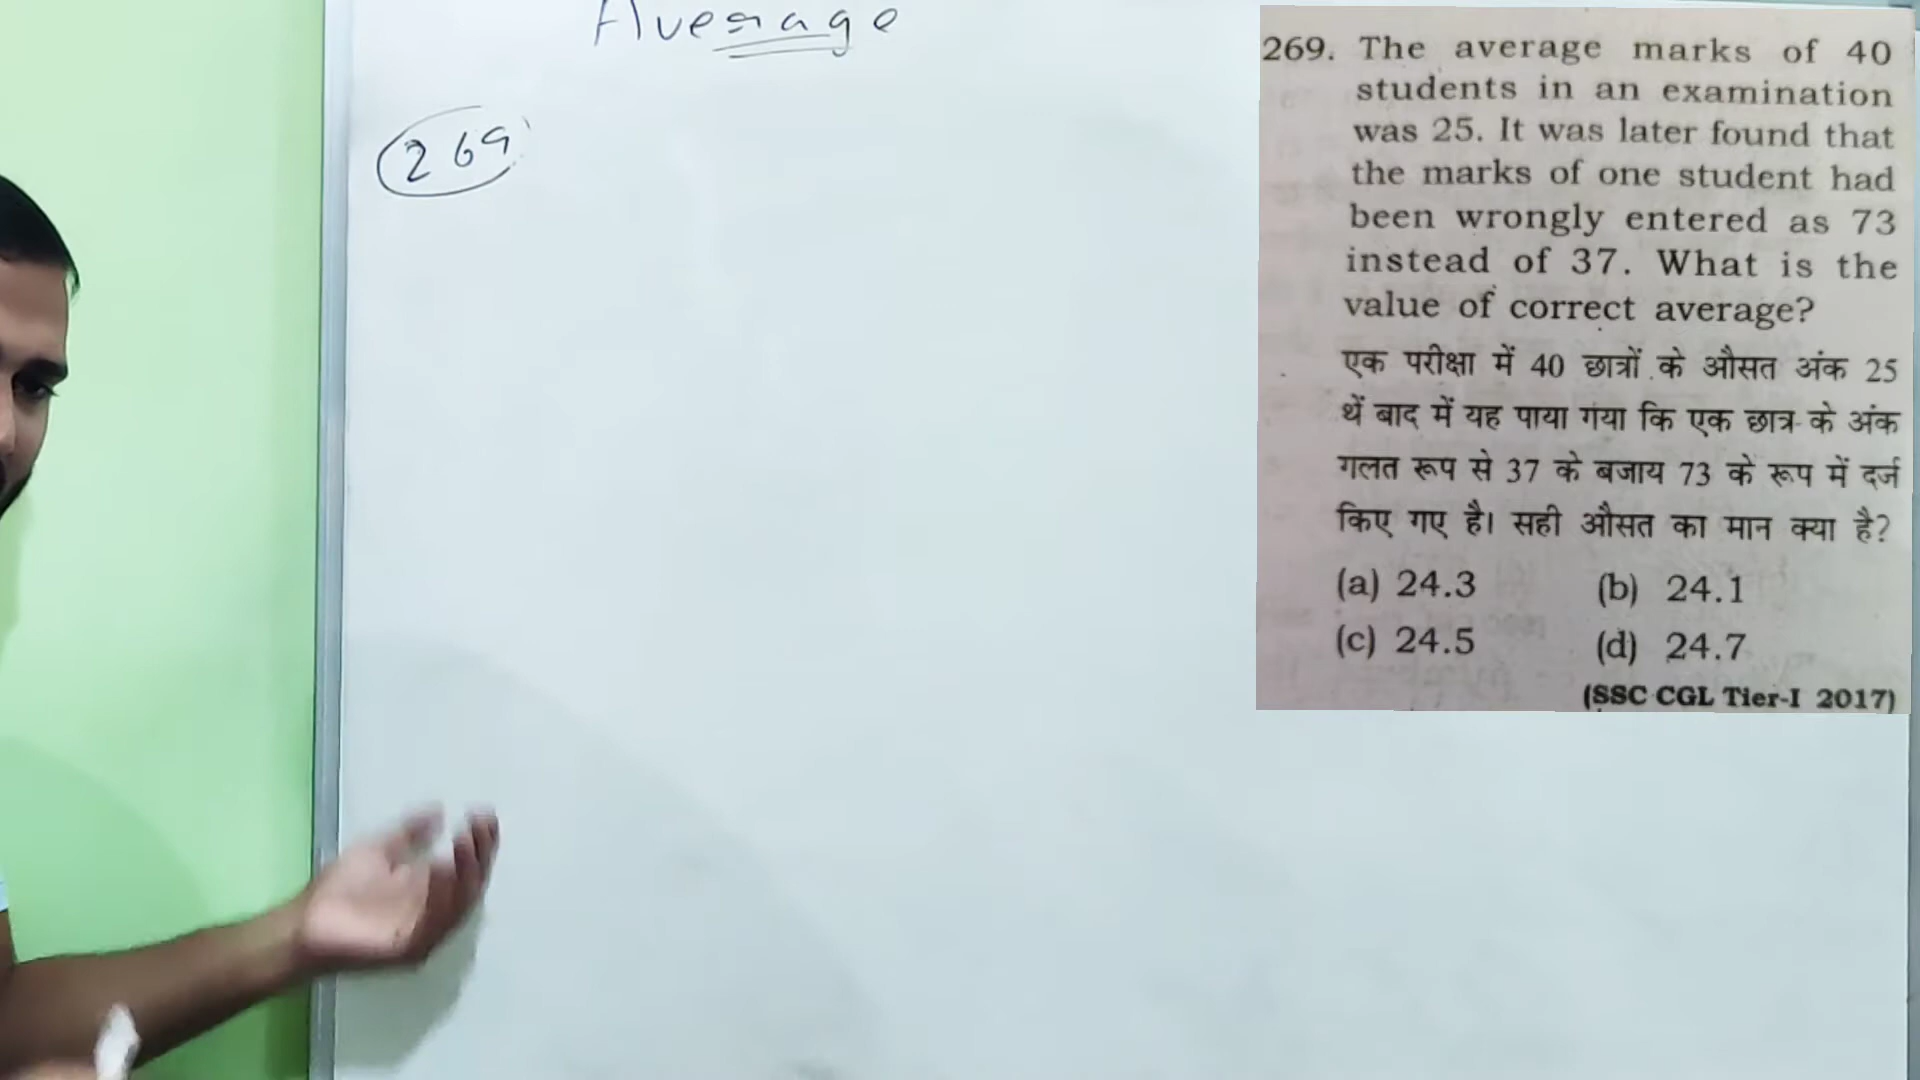 Average
269
269. The average marks of 40
students in an examination
was 25. It was later found that
the marks of one student had
been wrongly entered as 73
instead of 37. What is the
value of correct average?
एक परीक्षा में 40 छात्रों के औसत अंक 25
थें बाद में यह पाया गया कि एक छात्र के अंक
गलत रूप से 37 के बजाय 73 के रूप में दर्ज
किए गए है। सही औसत का मान क्या है?
(a) 24.3 (b) 24.1
(c) 24.5 (d) 24.7
(SSC CGL Tier-I 2017)